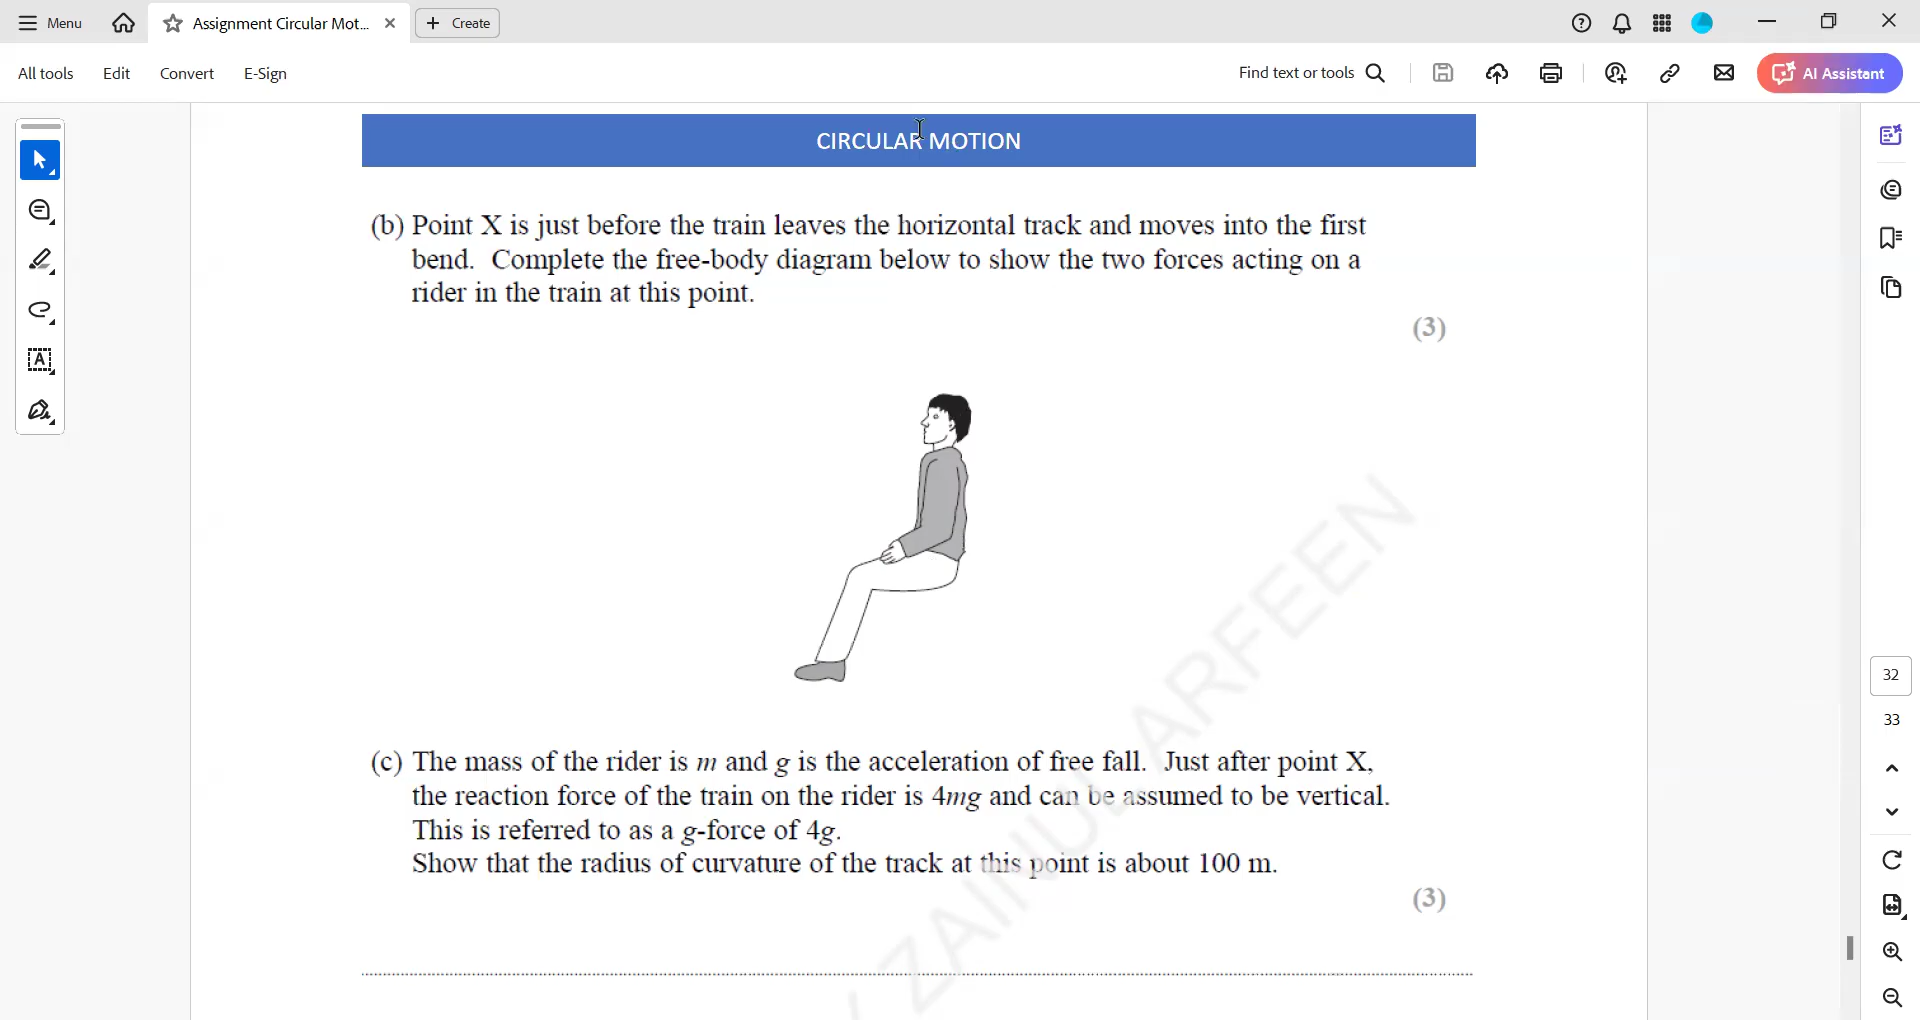 Menu
Assignment Circular Mot...
Create
All tools
Edit
Convert
E-Sign
Find text or tools
AI Assistant
CIRCULAR MOTION
(b) Point X is just before the train leaves the horizontal track and moves into the first
bend. Complete the free-body diagram below to show the two forces acting on a
rider in the train at this point.
(3)
(c) The mass of the rider is m and g is the acceleration of free fall. Just after point X,
the reaction force of the train on the rider is 4mg and can be assumed to be vertical.
This is referred to as a g-force of 4g.
Show that the radius of curvature of the track at this point is about 100 m.
(3)
ZAINUL ARFEEN
32
33